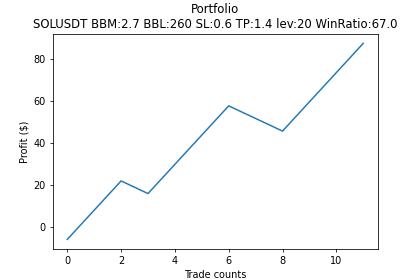 Portfolio
SOLUSDT BBM:2.7 BBL:260 SL:0.6 TP:1.4 lev:20 WinRatio:67.0
80
60
40
20
0
Profit ($)
0 2 4 6 8 10
Trade counts